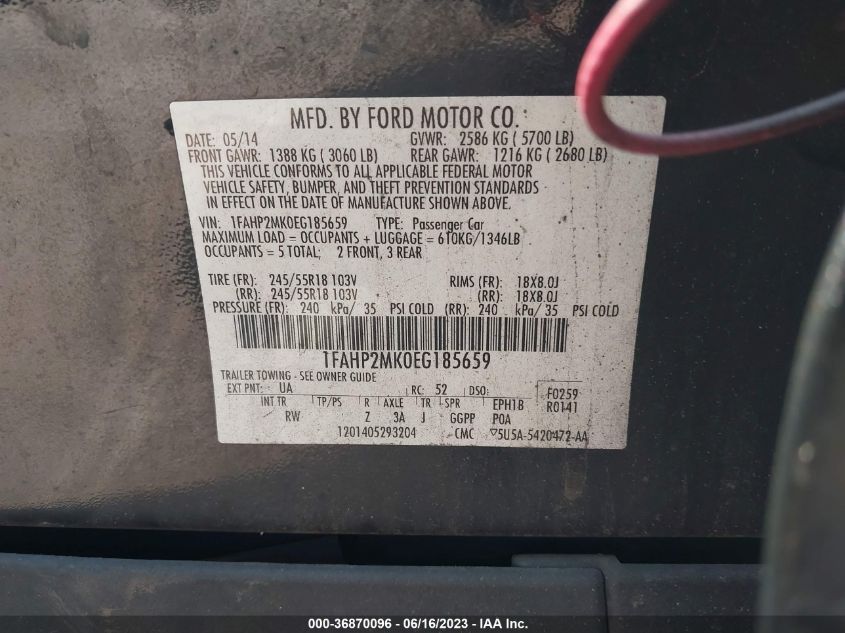 MFD. BY FORD MOTOR CO.
DATE: 05/14 GVWR: 2586 KG ( 5700 LB)
FRONT GAWR: 1388 KG ( 3060 LB) REAR GAWR: 1216 KG ( 2680 LB)
THIS VEHICLE CONFORMS TO ALL APPLICABLE FEDERAL MOTOR
VEHICLE SAFETY, BUMPER, AND THEFT PREVENTION STANDARDS
IN EFFECT ON THE DATE OF MANUFACTURE SHOWN ABOVE.
VIN: 1FAHP2MK0EG185659 TYPE: Passenger Car
MAXIMUM LOAD = OCCUPANTS + LUGGAGE = 610KG/1346LB
OCCUPANTS = 5 TOTAL; 2 FRONT, 3 REAR
TIRE (FR): 245/55R18 103V RIMS (FR): 18X8.0J
(RR): 245/55R18 103V (RR): 18X8.0J
PRESSURE (FR): 240 kPa/ 35 PSI COLD (RR): 240 kPa/ 35 PSI COLD
1FAHP2MK0EG185659
TRAILER TOWING - SEE OWNER GUIDE
EXT PNT: UA RC: 52 DSO: F0259
INT TR TP/PS R AXLE TR SPR EPH1B R0141
RW Z 3A J GGPP POA
1201405293204 CMC ▽5U5A-5420472-AA
000-36870096 - 06/16/2023 - IAA Inc.